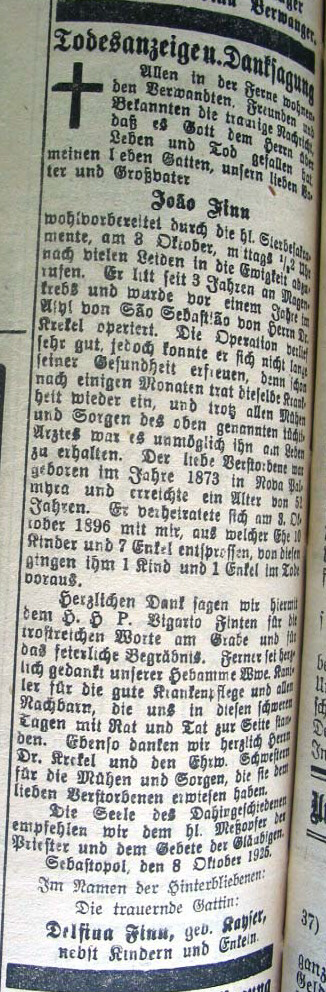 Verwanger.
Todesanzeige u. Danksagung
Allen in der Ferne wohnen-
den Verwandten, Freunden und
Bekannten die traurige Nachricht,
daß es Gott dem Herrn über
Leben und Tod gefallen hat,
meinen lieben Gatten, unsern lieben Va-
ter und Großvater
João Finn
wohlvorbereitet durch die hl. Sterbesakra-
mente, am 8 Oktober, mittags ½2 Uhr
nach vielen Leiden in die Ewigkeit abzu-
rufen. Er litt seit 3 Jahren an Magen-
krebs und wurde vor einem Jahre im
Asyl von São Sebastião von Herrn Dr.
Krekel operiert. Die Operation verlief
sehr gut, jedoch konnte er sich nicht lange
seiner Gesundheit erfreuen, denn schon
nach einigen Monaten trat dieselbe Krank-
heit wieder ein, und trotz allen Mühen
und Sorgen des oben genannten tüchti-
Arztes war es unmöglich ihn am Leben
zu erhalten. Der liebe Verstorbene war
geboren im Jahre 1873 in Nova Pal-
myra und erreichte ein Alter von
Jahren. Er verheiratete sich am 3. Ok-
tober 1896 mit mir, aus welcher Ehe 10
Kinder und 7 Enkel entsprossen, von diesen
gingen ihm 1 Kind und 1 Enkel im Tode
voraus.
Herzlichen Dank sagen wir hiermit
dem H. H P. Vigario Finten für die
trostreichen Worte am Grabe und für
das feierliche Begräbnis. Ferner sei herz-
lich gedankt unserer Hebamme Wwe.
ler für die gute Krankenpflege und allen
Nachbarn, die uns in diesen schweren
Tagen mit Rat und Tat zur Seite stan-
den. Ebenso danken wir herzlich Herrn
Dr. Krekel und den Ehrw. Schwestern
für die Mühen und Sorgen, die sie dem
lieben Verstorbenen erwiesen haben.
Die Seele des Dahingeschiedenen
empfehlen wir dem hl. Meßopfer der
Priester und dem Gebete der Gläubigen.
Sebastopol, den 8 Oktober 1925.
Im Namen der Hinterbliebenen:
Die trauernde Gattin:
Delfina Finn, geb. Kayser,
nebst Kindern und Enkeln.
37)